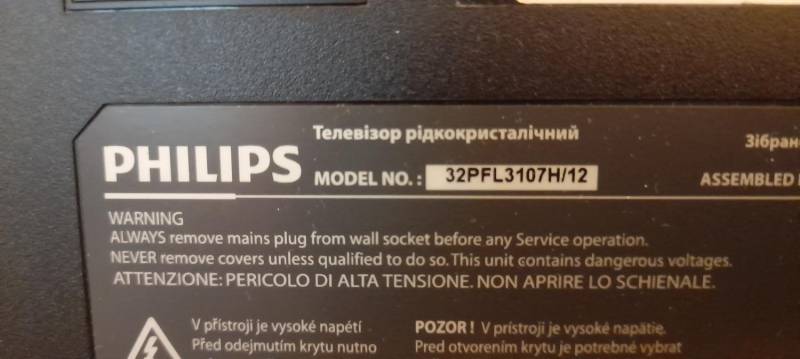 Телевізор рідкокристалічний
Зібран
PHILIPS
MODEL NO. : 32PFL3107H/12
ASSEMBLED
WARNING
ALWAYS remove mains plug from wall socket before any Service operation.
NEVER remove covers unless qualified to do so. This unit contains dangerous voltages.
ATTENZIONE: PERICOLO DI ALTA TENSIONE. NON APRIRE LO SCHIENALE.
V přístroji je vysoké napětí
Před odejmutím krytu nutno
POZOR ! V prístroji je vysoké napätie.
Pred otvorením krytu je potrebné vybrat